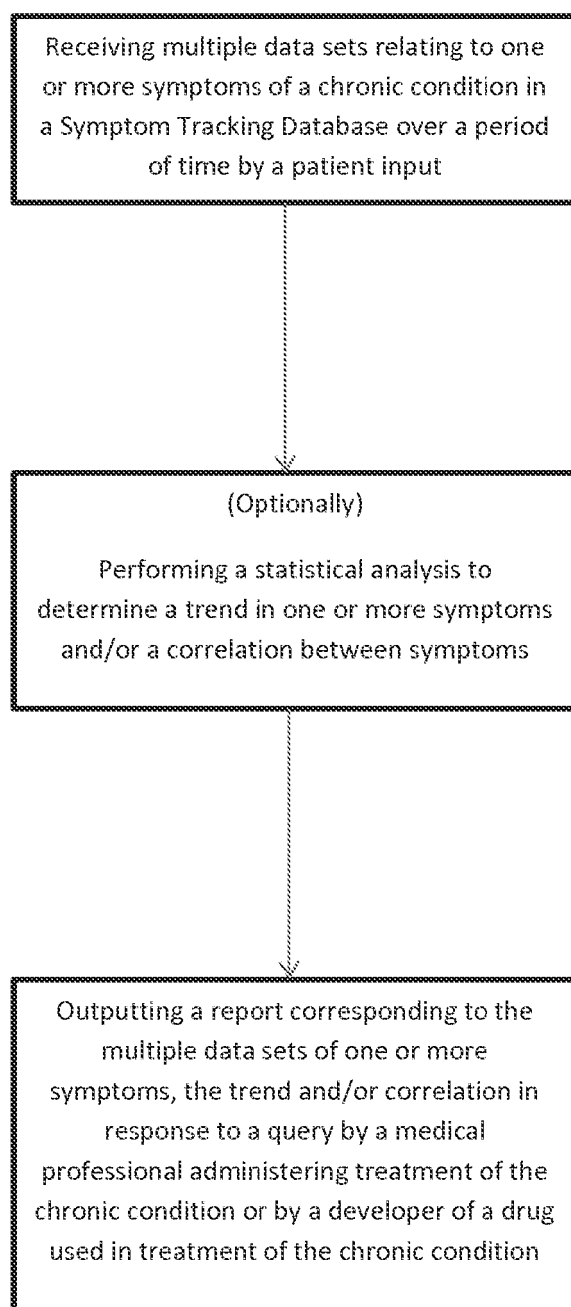 Receiving multiple data sets relating to one
or more symptoms of a chronic condition in
a Symptom Tracking Database over a period
of time by a patient input
(Optionally)
Performing a statistical analysis to
determine a trend in one or more symptoms
and/or a correlation between symptoms
Outputting a report corresponding to the
multiple data sets of one or more
symptoms, the trend and/or correlation in
response to a query by a medical
professional administering treatment of the
chronic condition or by a developer of a drug
used in treatment of the chronic condition